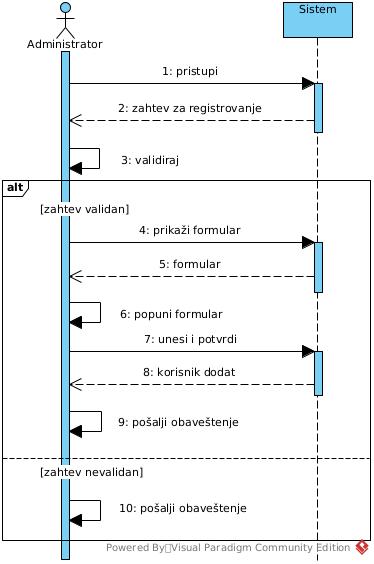 Sistem
Administrator
1: pristupi
2: zahtev za registrovanje
3: validiraj
alt
[zahtev validan]
4: prikaži formular
5: formular
6: popuni formular
7: unesi i potvrdi
8: korisnik dodat
9: pošalji obaveštenje
[zahtev nevalidan]
10: pošalji obaveštenje
Powered By Visual Paradigm Community Edition